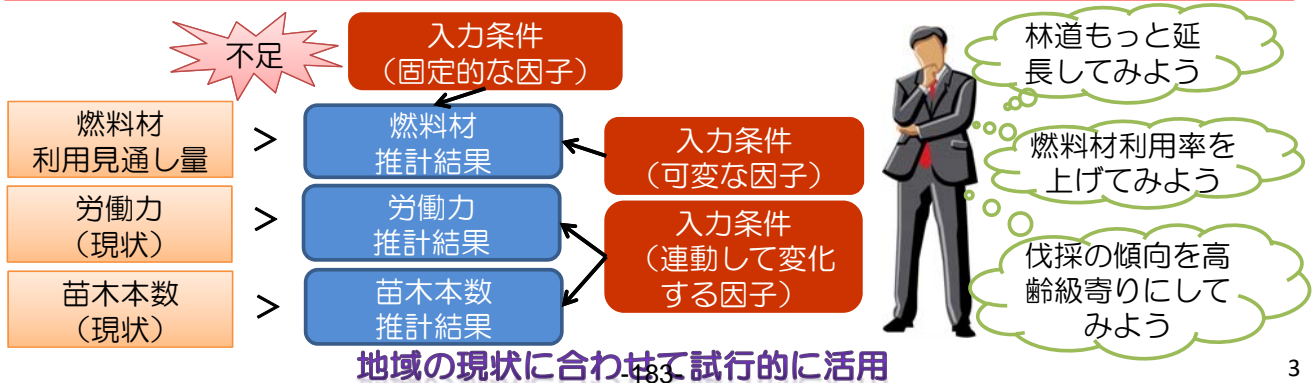 不足
入力条件
(固定的な因子)
燃料材
利用見通し量
>
燃料材
推計結果
入力条件
(可変な因子)
労働力
(現状)
>
労働力
推計結果
入力条件
(連動して変化
する因子)
苗木本数
(現状)
>
苗木本数
推計結果
林道もっと延
長してみよう
燃料材利用率を
上げてみよう
伐採の傾向を高
齢級寄りにして
みよう
地域の現状に合わせて試行的に活用
-183-
3